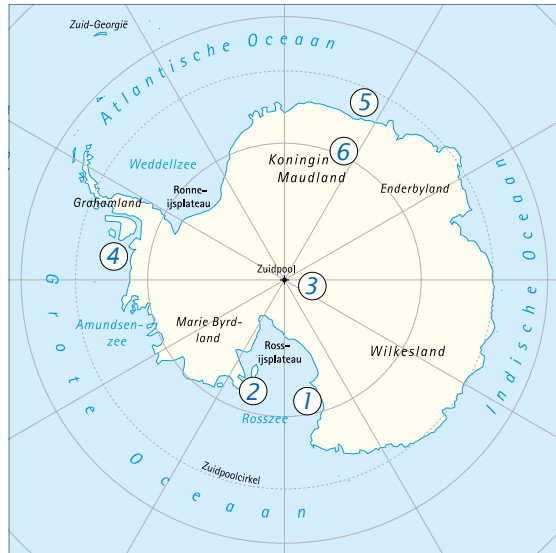 Zuid-Georgië
Atlantische Oceaan
5
Weddellzee
Koningin
Maudland
6
Ronne-
ijsplateau
Enderbyland
Grahamland
4
Zuidpool
3
Indische Oceaan
Grote Oceaan
Amundsen-
zee
Marie Byrd-
land
Ross-
ijsplateau
Wilkesland
2
1
Rosszee
Zuidpoolcirkel